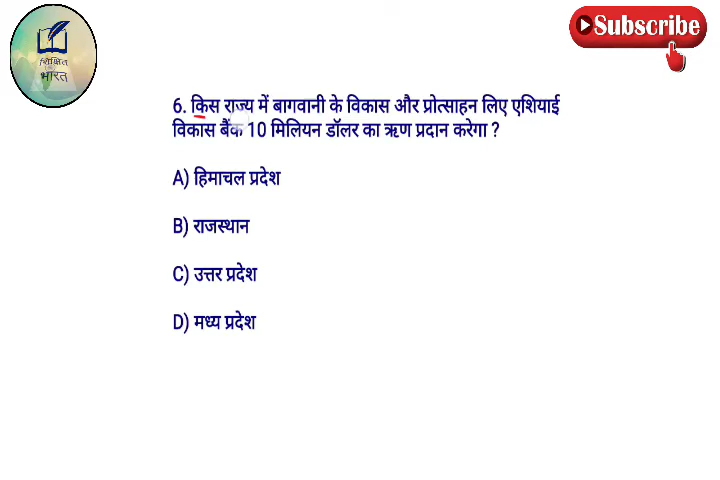 शिक्षित
भारत
Subscribe
6. किस राज्य में बागवानी के विकास और प्रोत्साहन लिए एशियाई
विकास बैंक 10 मिलियन डॉलर का ऋण प्रदान करेगा ?
A) हिमाचल प्रदेश
B) राजस्थान
C) उत्तर प्रदेश
D) मध्य प्रदेश